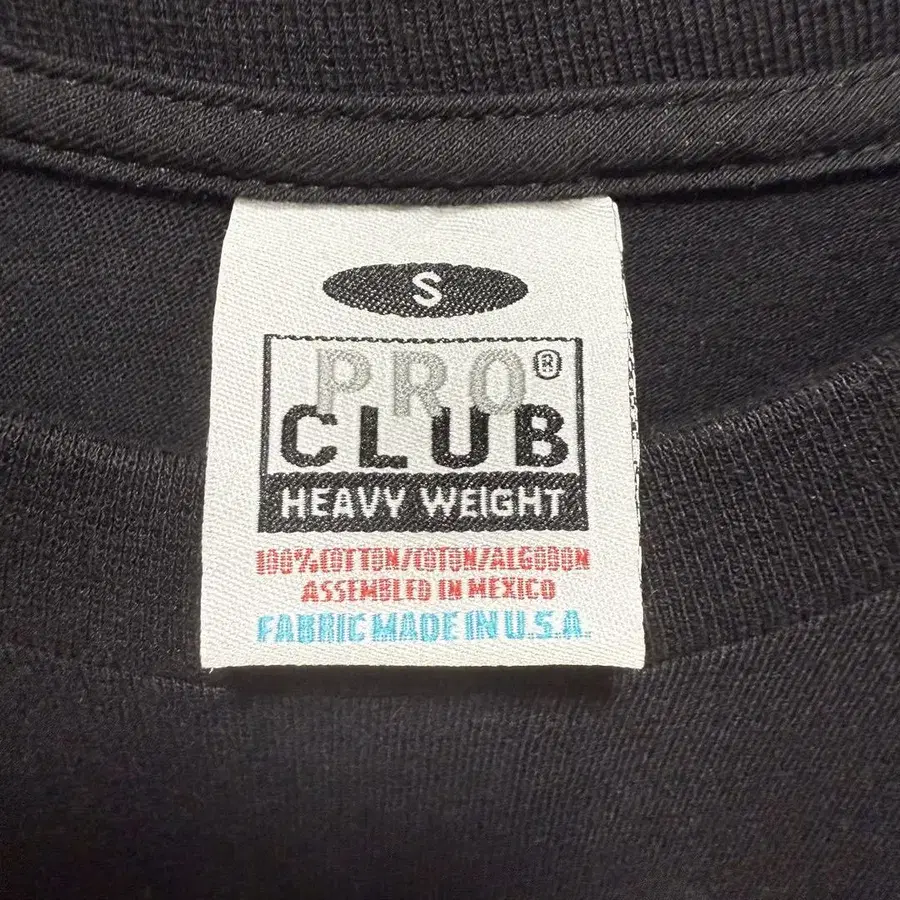 S
PRO®
CLUB
HEAVY WEIGHT
100% COTTON/COTON/ALGODON
ASSEMBLED IN MEXICO
FABRIC MADE IN U.S.A.